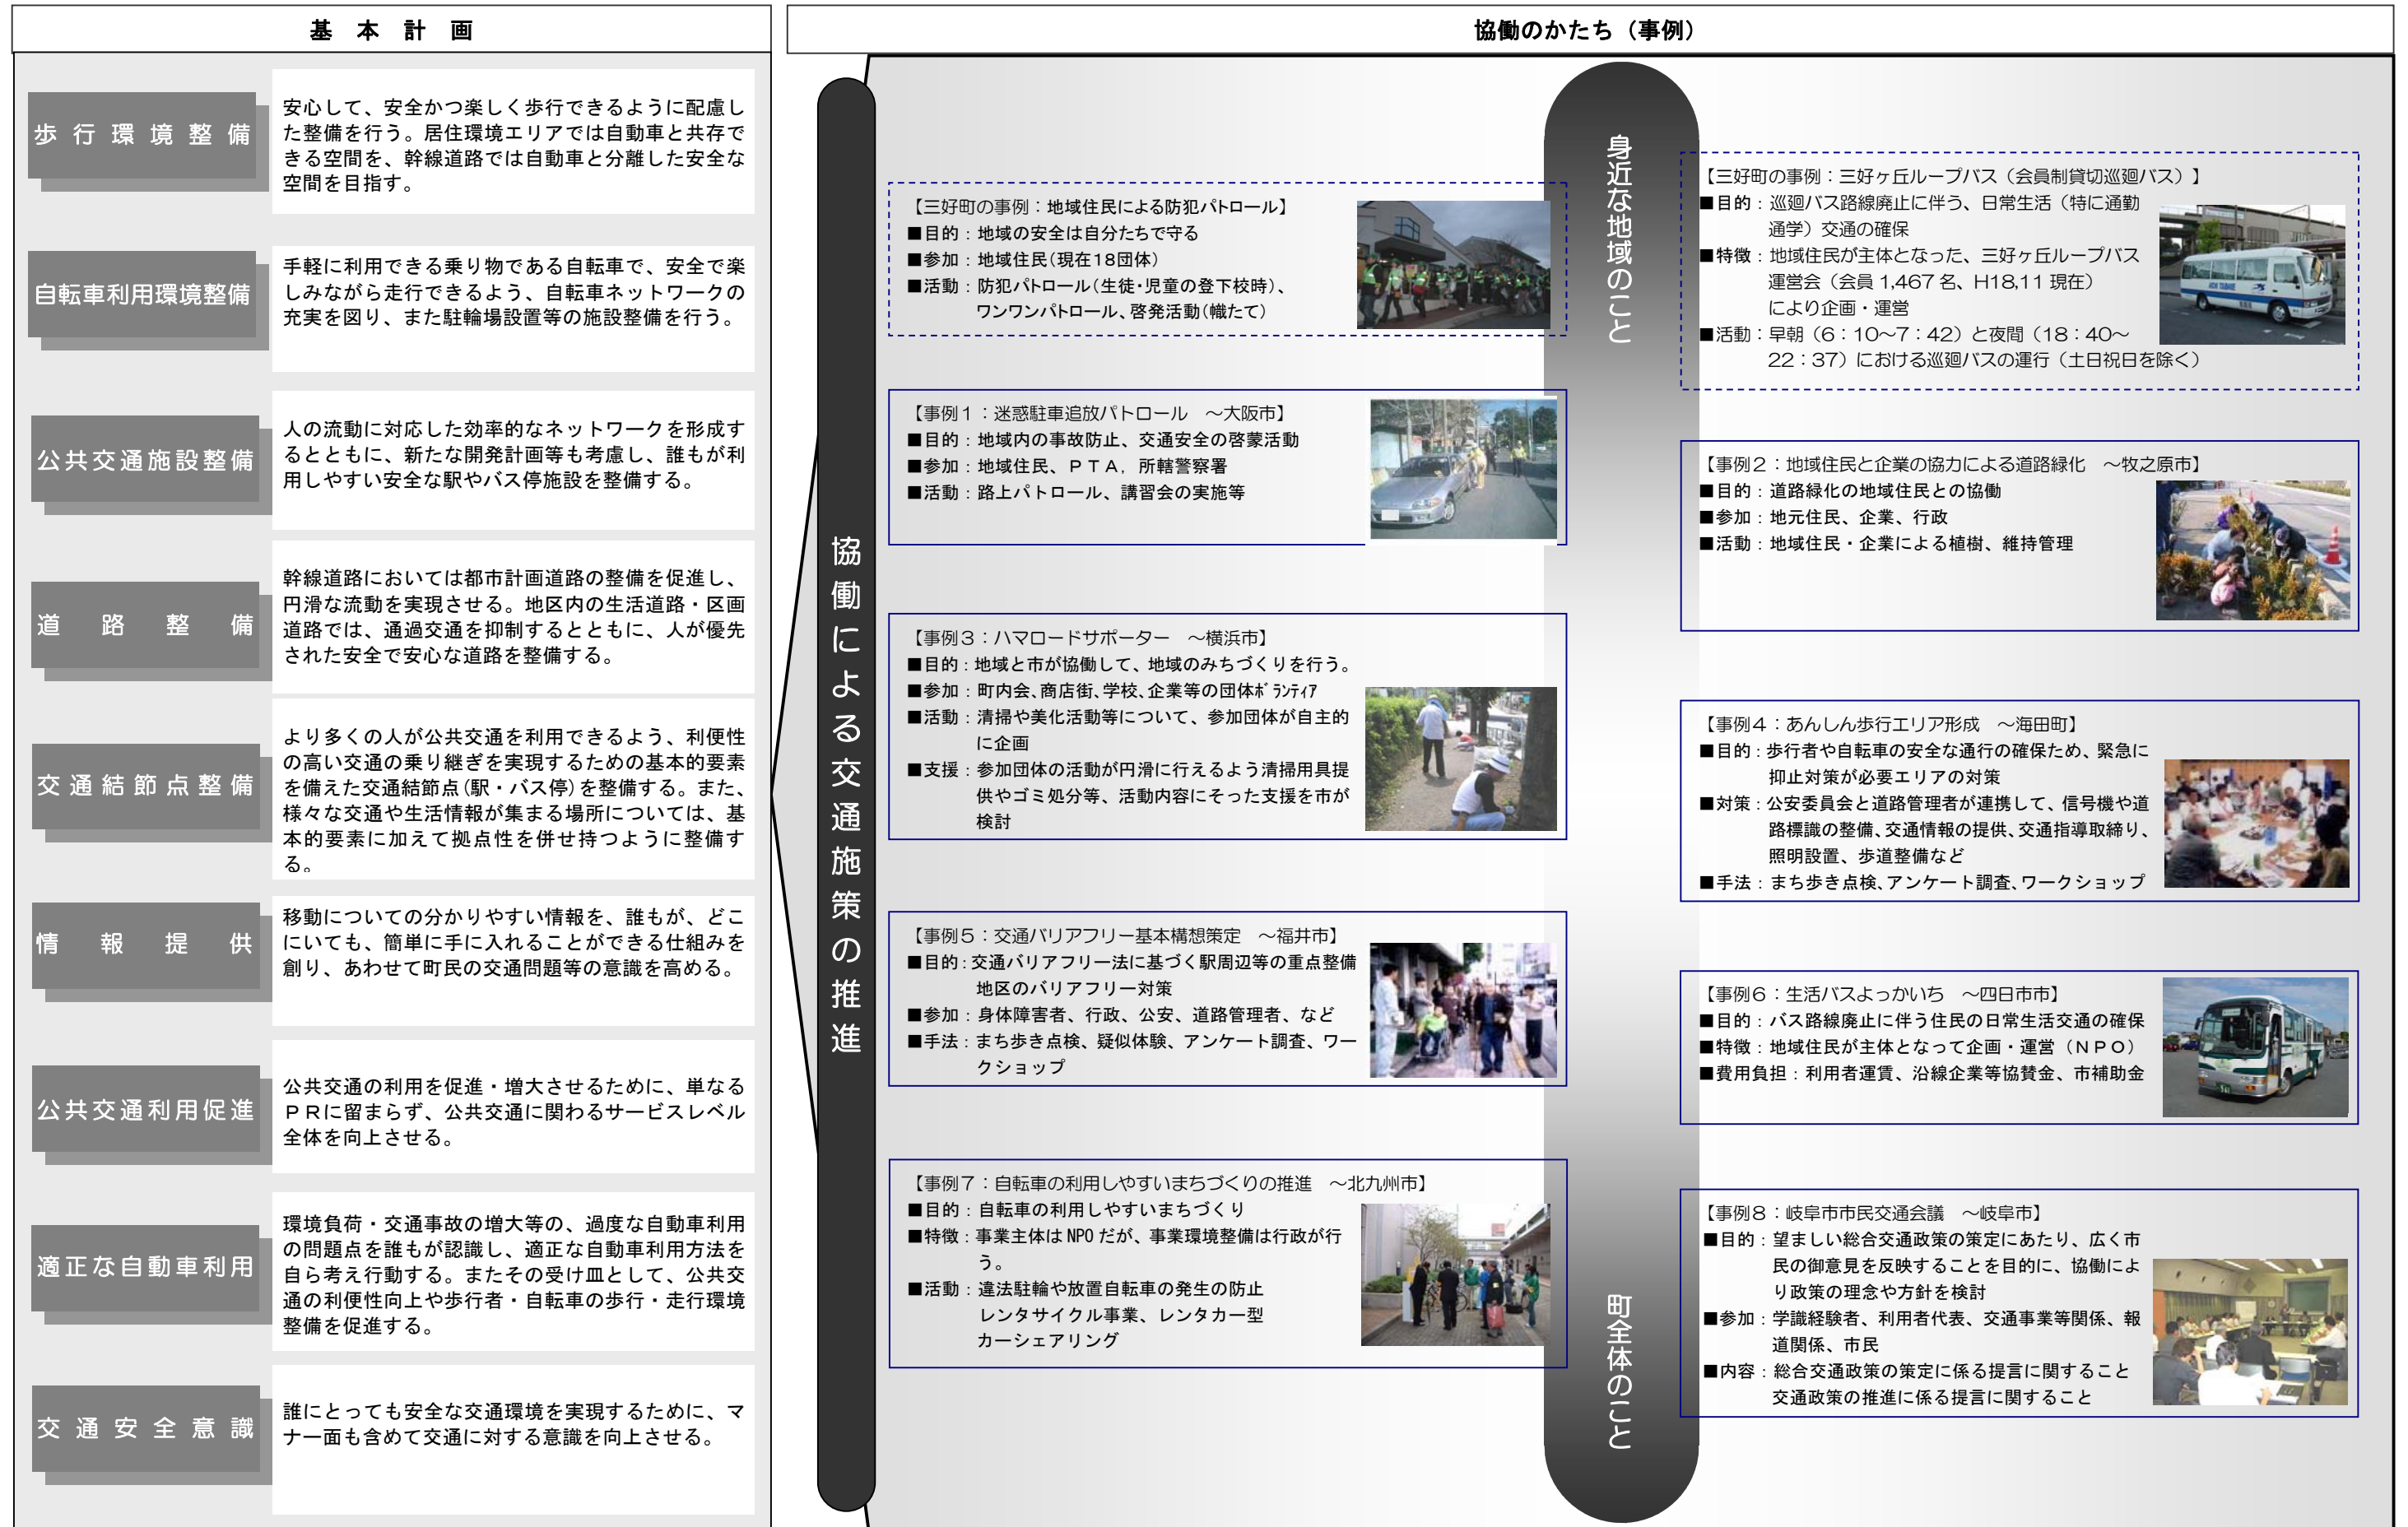 基本計画
歩行環境整備
安心して、安全かつ楽しく歩行できるように配慮し
た整備を行う。居住環境エリアでは自動車と共存で
きる空間を、幹線道路では自動車と分離した安全な
空間を目指す。
自転車利用環境整備
手軽に利用できる乗り物である自転車で、安全で楽
しみながら走行できるよう、自転車ネットワークの
充実を図り、また駐輪場設置等の施設整備を行う。
公共交通施設整備
人の流動に対応した効率的なネットワークを形成す
るとともに、新たな開発計画等も考慮し、誰もが利
用しやすい安全な駅やバス停施設を整備する。
道路整備
幹線道路においては都市計画道路の整備を促進し、
円滑な流動を実現させる。地区内の生活道路・区画
道路では、通過交通を抑制するとともに、人が優先
された安全で安心な道路を整備する。
交通結節点整備
より多くの人が公共交通を利用できるよう、利便性
の高い交通の乗り継ぎを実現するための基本的要素
を備えた交通結節点(駅・バス停)を整備する。また、
様々な交通や生活情報が集まる場所については、基
本的要素に加えて拠点性を併せ持つように整備す
る。
情報提供
移動についての分かりやすい情報を、誰もが、どこ
にいても、簡単に手に入れることができる仕組みを
創り、あわせて町民の交通問題等の意識を高める。
公共交通利用促進
公共交通の利用を促進・増大させるために、単なる
ＰＲに留まらず、公共交通に関わるサービスレベル
全体を向上させる。
適正な自動車利用
環境負荷・交通事故の増大等の、過度な自動車利用
の問題点を誰もが認識し、適正な自動車利用方法を
自ら考え行動する。またその受け皿として、公共交
通の利便性向上や歩行者・自転車の歩行・走行環境
整備を促進する。
交通安全意識
誰にとっても安全な交通環境を実現するために、マ
ナー面も含めて交通に対する意識を向上させる。
協働のかたち（事例）
協働による交通施策の推進
身近な地域のこと
町全体のこと
【三好町の事例：地域住民による防犯パトロール】
■目的：地域の安全は自分たちで守る
■参加：地域住民(現在18団体)
■活動：防犯パトロール(生徒・児童の登下校時)、
ワンワンパトロール、啓発活動(幟たて)
【三好町の事例：三好ヶ丘ループバス（会員制貸切巡廻バス）】
■目的：巡廻バス路線廃止に伴う、日常生活（特に通勤
通学）交通の確保
■特徴：地域住民が主体となった、三好ヶ丘ループバス
運営会（会員 1,467 名、H18,11 現在）
により企画・運営
■活動：早朝（6：10～7：42）と夜間（18：40～
22：37）における巡廻バスの運行（土日祝日を除く）
【事例１：迷惑駐車追放パトロール　～大阪市】
■目的：地域内の事故防止、交通安全の啓蒙活動
■参加：地域住民、ＰＴＡ，所轄警察署
■活動：路上パトロール、講習会の実施等
【事例２：地域住民と企業の協力による道路緑化　～牧之原市】
■目的：道路緑化の地域住民との協働
■参加：地元住民、企業、行政
■活動：地域住民・企業による植樹、維持管理
【事例３：ハマロードサポーター　～横浜市】
■目的：地域と市が協働して、地域のみちづくりを行う。
■参加：町内会、商店街、学校、企業等の団体ﾎﾞﾗﾝﾃｨｱ
■活動：清掃や美化活動等について、参加団体が自主的
に企画
■支援：参加団体の活動が円滑に行えるよう清掃用具提
供やゴミ処分等、活動内容にそった支援を市が
検討
【事例４：あんしん歩行エリア形成　～海田町】
■目的：歩行者や自転車の安全な通行の確保ため、緊急に
抑止対策が必要エリアの対策
■対策：公安委員会と道路管理者が連携して、信号機や道
路標識の整備、交通情報の提供、交通指導取締り、
照明設置、歩道整備など
■手法：まち歩き点検、アンケート調査、ワークショップ
【事例５：交通バリアフリー基本構想策定　～福井市】
■目的：交通バリアフリー法に基づく駅周辺等の重点整備
地区のバリアフリー対策
■参加：身体障害者、行政、公安、道路管理者、など
■手法：まち歩き点検、疑似体験、アンケート調査、ワー
クショップ
【事例６：生活バスよっかいち　～四日市市】
■目的：バス路線廃止に伴う住民の日常生活交通の確保
■特徴：地域住民が主体となって企画・運営（ＮＰＯ）
■費用負担：利用者運賃、沿線企業等協賛金、市補助金
【事例７：自転車の利用しやすいまちづくりの推進　～北九州市】
■目的：自転車の利用しやすいまちづくり
■特徴：事業主体は NPO だが、事業環境整備は行政が行
う。
■活動：違法駐輪や放置自転車の発生の防止
レンタサイクル事業、レンタカー型
カーシェアリング
【事例８：岐阜市市民交通会議　～岐阜市】
■目的：望ましい総合交通政策の策定にあたり、広く市
民の御意見を反映することを目的に、協働によ
り政策の理念や方針を検討
■参加：学識経験者、利用者代表、交通事業等関係、報
道関係、市民
■内容：総合交通政策の策定に係る提言に関すること
交通政策の推進に係る提言に関すること